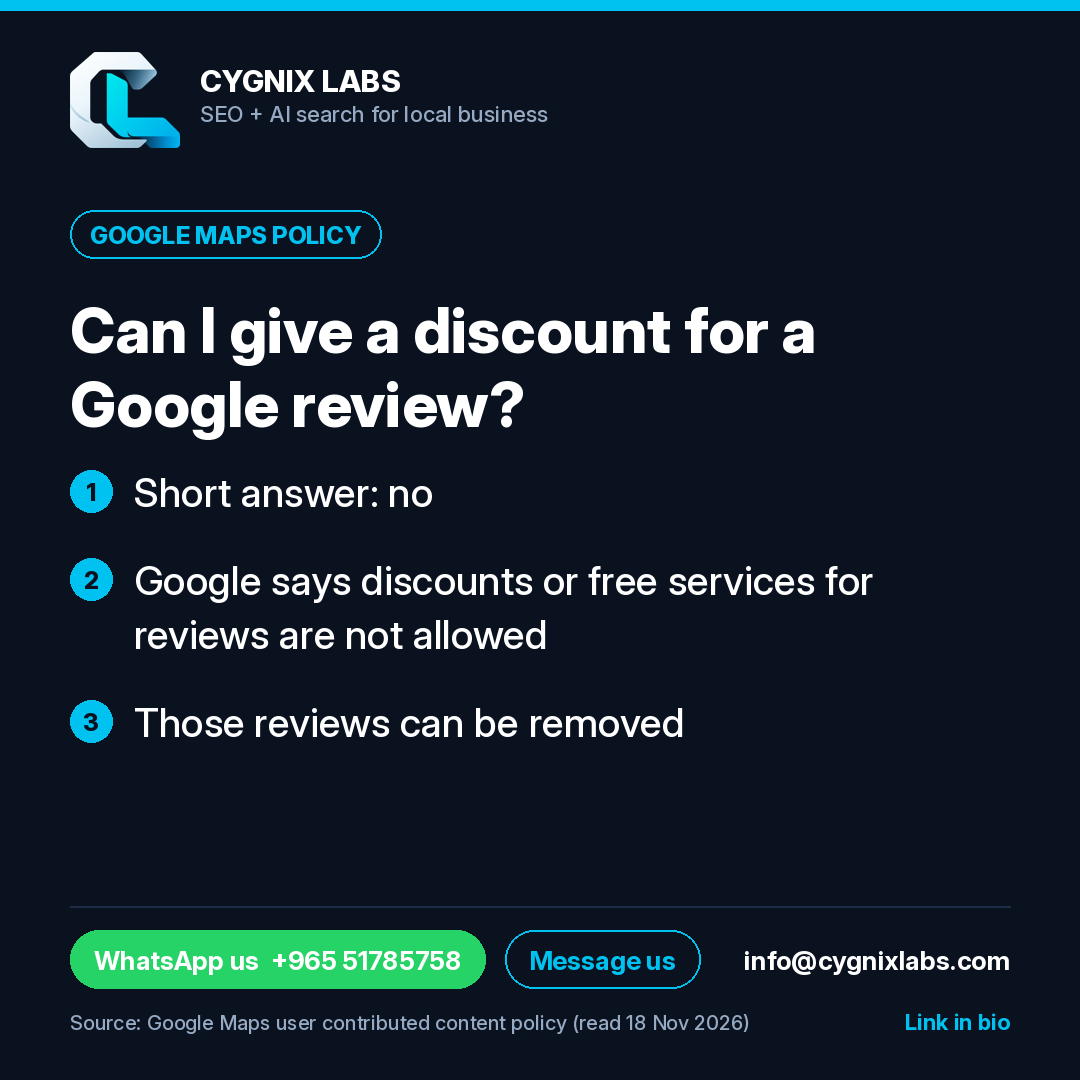 CYGNIX LABS
SEO + AI search for local business
GOOGLE MAPS POLICY
Can I give a discount for a
Google review?
1 Short answer: no
2 Google says discounts or free services for
reviews are not allowed
3 Those reviews can be removed
WhatsApp us +965 51785758 Message us info@cygnixlabs.com
Source: Google Maps user contributed content policy (read 18 Nov 2026) Link in bio